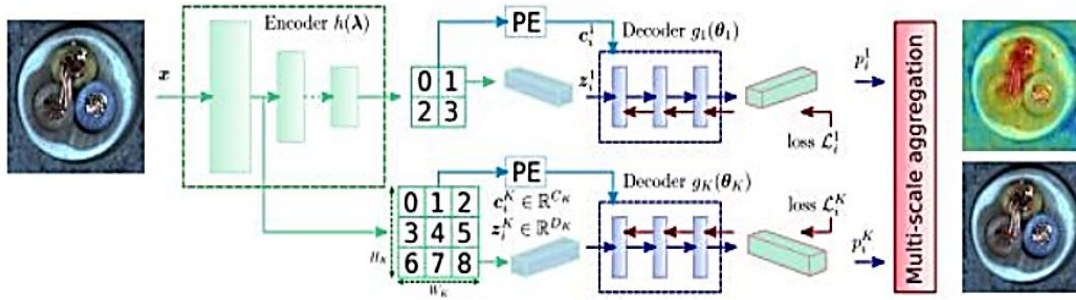 Encoder h(λ)
x
PE
c_i^1
Decoder g_1(θ_1)
0 1
2 3
z_i^1
p_i^1
loss L_i^1
PE
Decoder g_K(θ_K)
0 1 2
3 4 5
6 7 8
H_K
W_K
c_i^K ∈ ℝ^{C_K}
z_i^K ∈ ℝ^{D_K}
loss L_i^K
p_i^K
Multi-scale aggregation